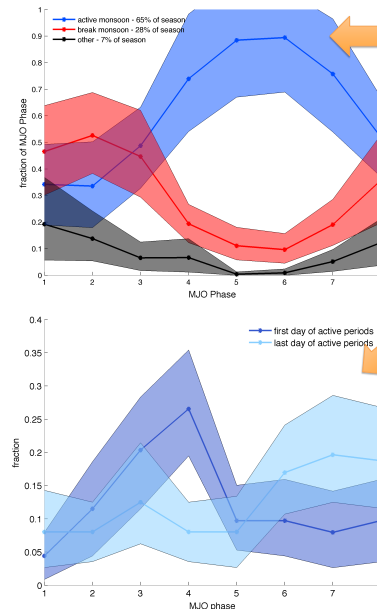 1
0.9
0.8
0.7
0.6
0.5
0.4
0.3
0.2
0.1
0
fraction of MJO Phase
active monsoon - 65% of season
break monsoon - 28% of season
other - 7% of season
1 2 3 4 5 6 7
MJO Phase
0.4
0.35
0.3
0.25
0.2
0.15
0.1
0.05
0
fraction
first day of active periods
last day of active periods
1 2 3 4 5 6 7
MJO phase